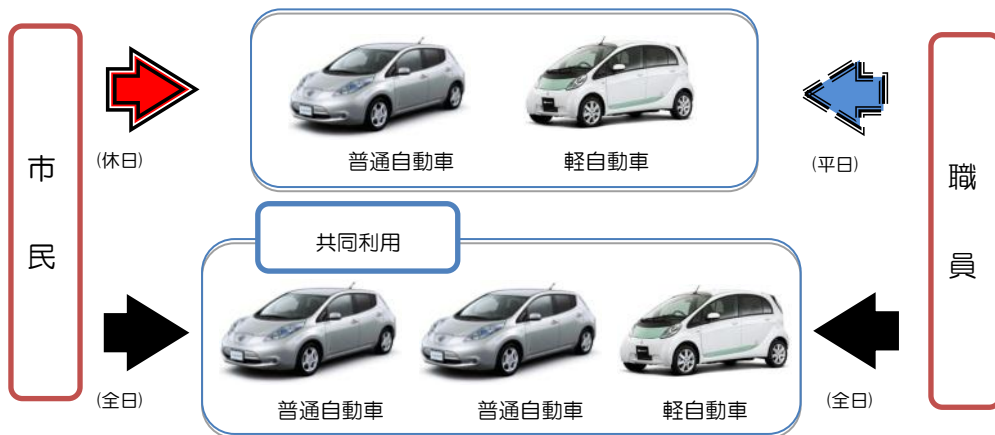 市民
(休日)
普通自動車
軽自動車
(平日)
職員
共同利用
(全日)
普通自動車
普通自動車
軽自動車
(全日)